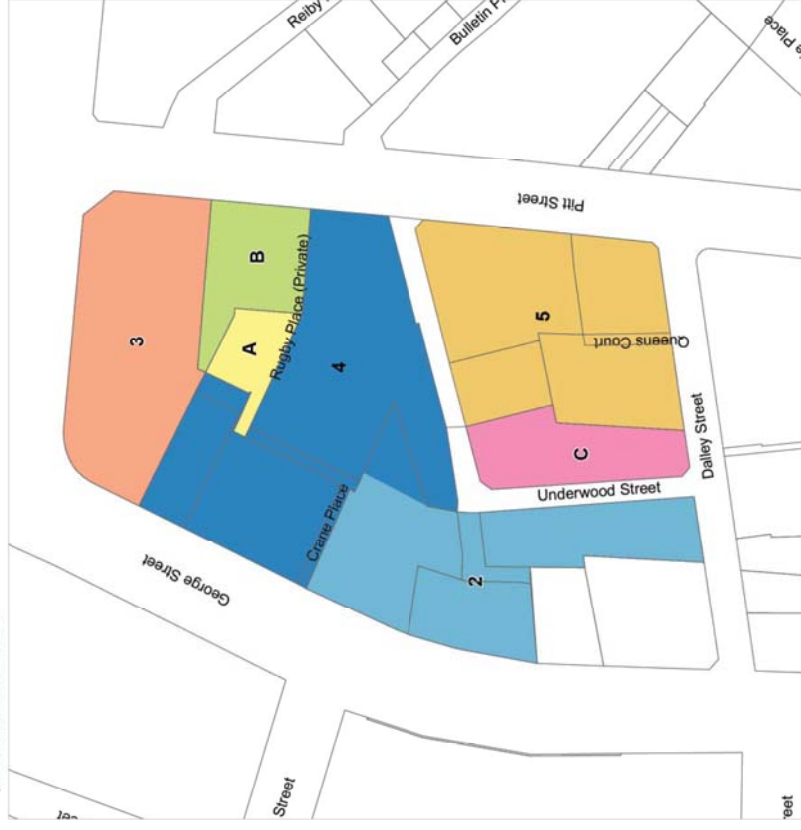 Reiby
Bulletin
Place
Pitt Street
3
B
A
Rugby Place (Private)
4
5
Queens Court
C
Dalley Street
Underwood Street
Crane Place
George Street
2
Street